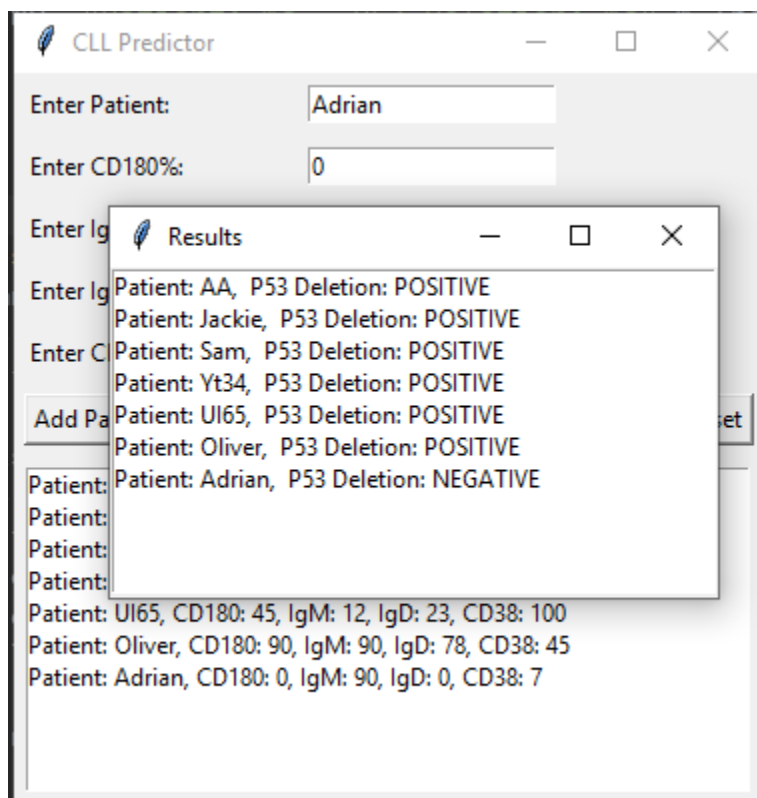 CLL Predictor
Enter Patient: Adrian
Enter CD180%: 0
Enter Ig
Enter Ig
Enter C
Add Pa
set
Results
Patient: AA,  P53 Deletion: POSITIVE
Patient: Jackie,  P53 Deletion: POSITIVE
Patient: Sam,  P53 Deletion: POSITIVE
Patient: Yt34,  P53 Deletion: POSITIVE
Patient: UI65,  P53 Deletion: POSITIVE
Patient: Oliver,  P53 Deletion: POSITIVE
Patient: Adrian,  P53 Deletion: NEGATIVE
Patient:
Patient:
Patient:
Patient:
Patient: UI65, CD180: 45, IgM: 12, IgD: 23, CD38: 100
Patient: Oliver, CD180: 90, IgM: 90, IgD: 78, CD38: 45
Patient: Adrian, CD180: 0, IgM: 90, IgD: 0, CD38: 7